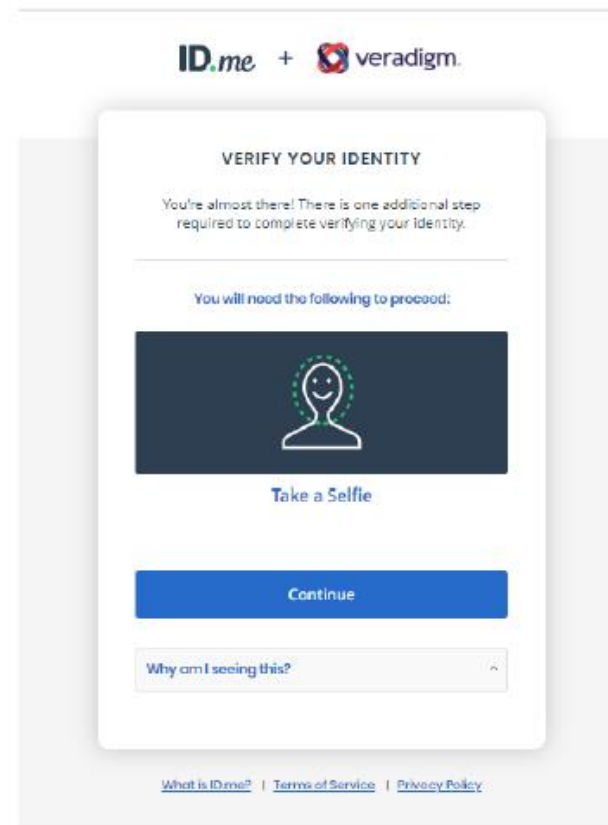 ID.me + veradigm.
VERIFY YOUR IDENTITY
You're almost there! There is one additional step
required to complete verifying your identity.
You will need the following to proceed:
Take a Selfie
Continue
Why am I seeing this?
What is ID.me? | Terms of Service | Privacy Policy